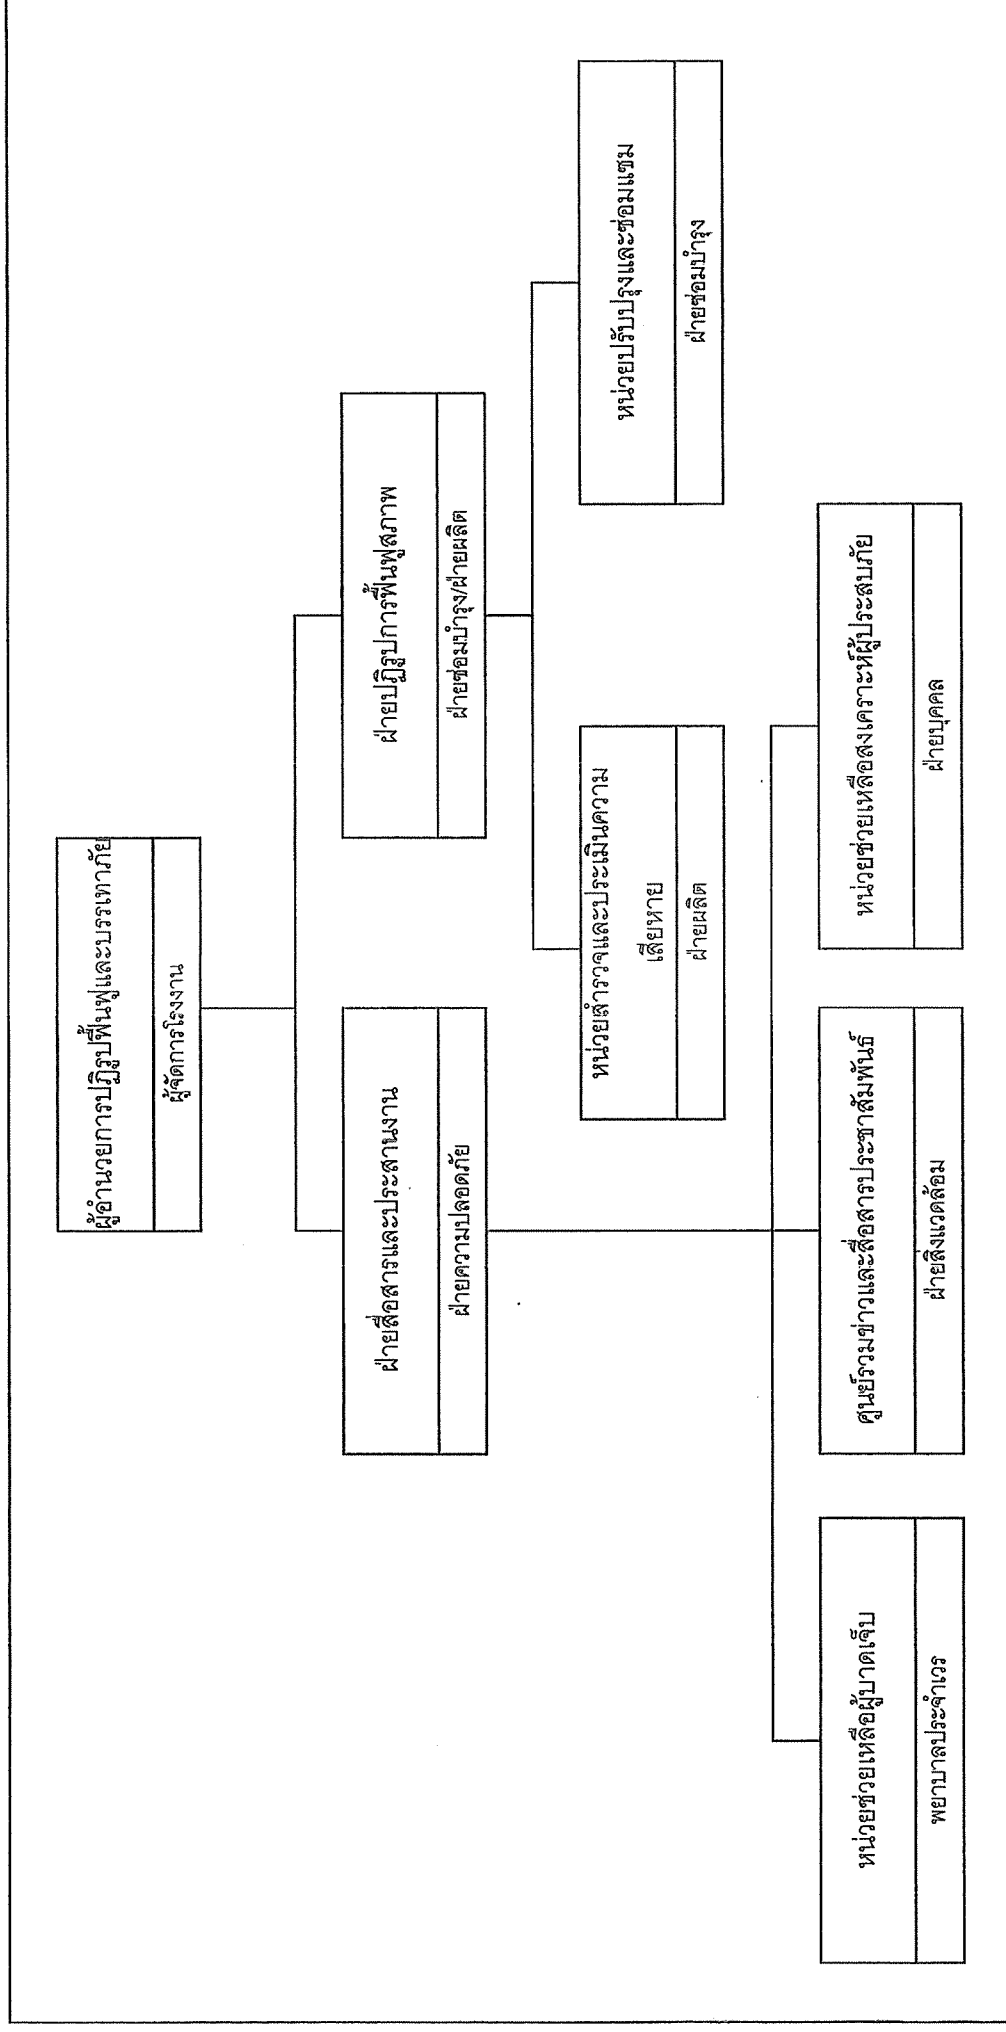 ผู้อำนวยการปฏิรูปฟื้นฟูและบรรเทาภัย
ผู้จัดการโรงงาน
ฝ่ายสื่อสารและประสานงาน
ฝ่ายความปลอดภัย
ฝ่ายปฏิรูปการฟื้นฟูสภาพ
ฝ่ายซ่อมบำรุง/ฝ่ายผลิต
หน่วยสำรวจและประเมินความ
เสียหาย
ฝ่ายผลิต
หน่วยปรับปรุงและซ่อมแซม
ฝ่ายซ่อมบำรุง
หน่วยช่วยเหลือผู้บาดเจ็บ
พยาบาลประจำเวร
ศูนย์รวมข่าวและสื่อสารประชาสัมพันธ์
ฝ่ายสิ่งแวดล้อม
หน่วยช่วยเหลือสงเคราะห์ผู้ประสบภัย
ฝ่ายบุคคล